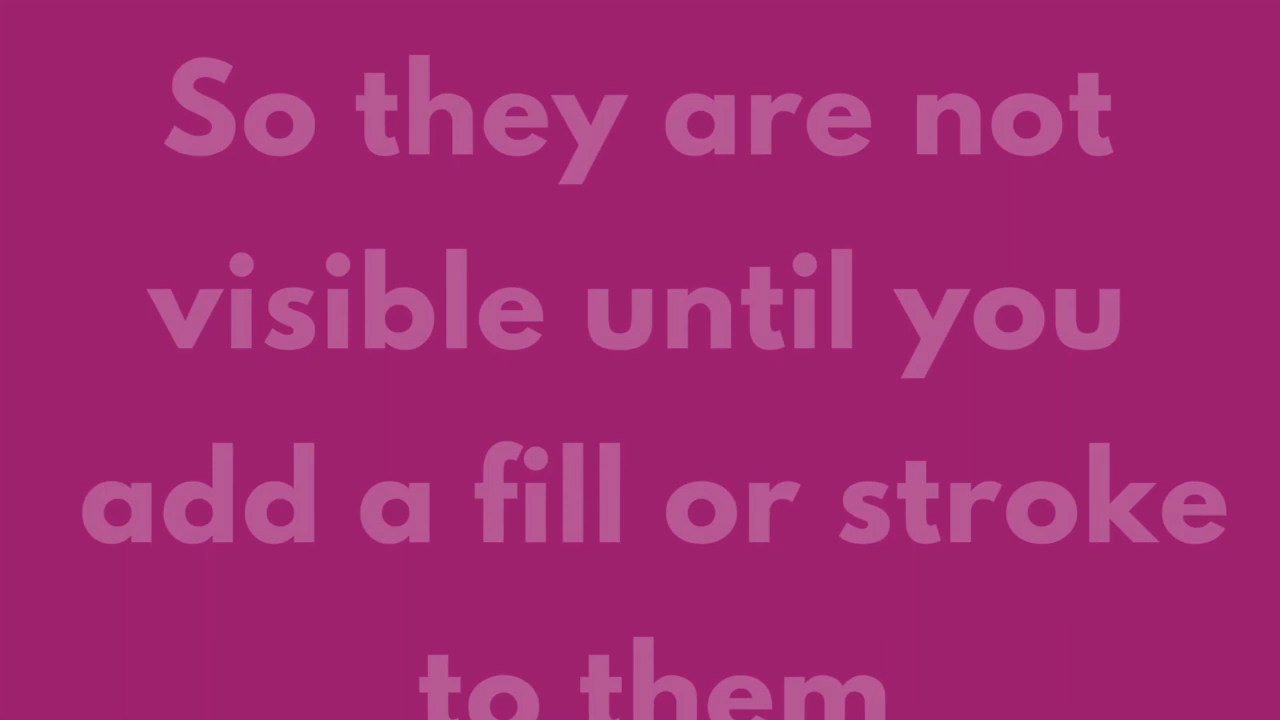 So they are not
visible until you
add a fill or stroke
to them